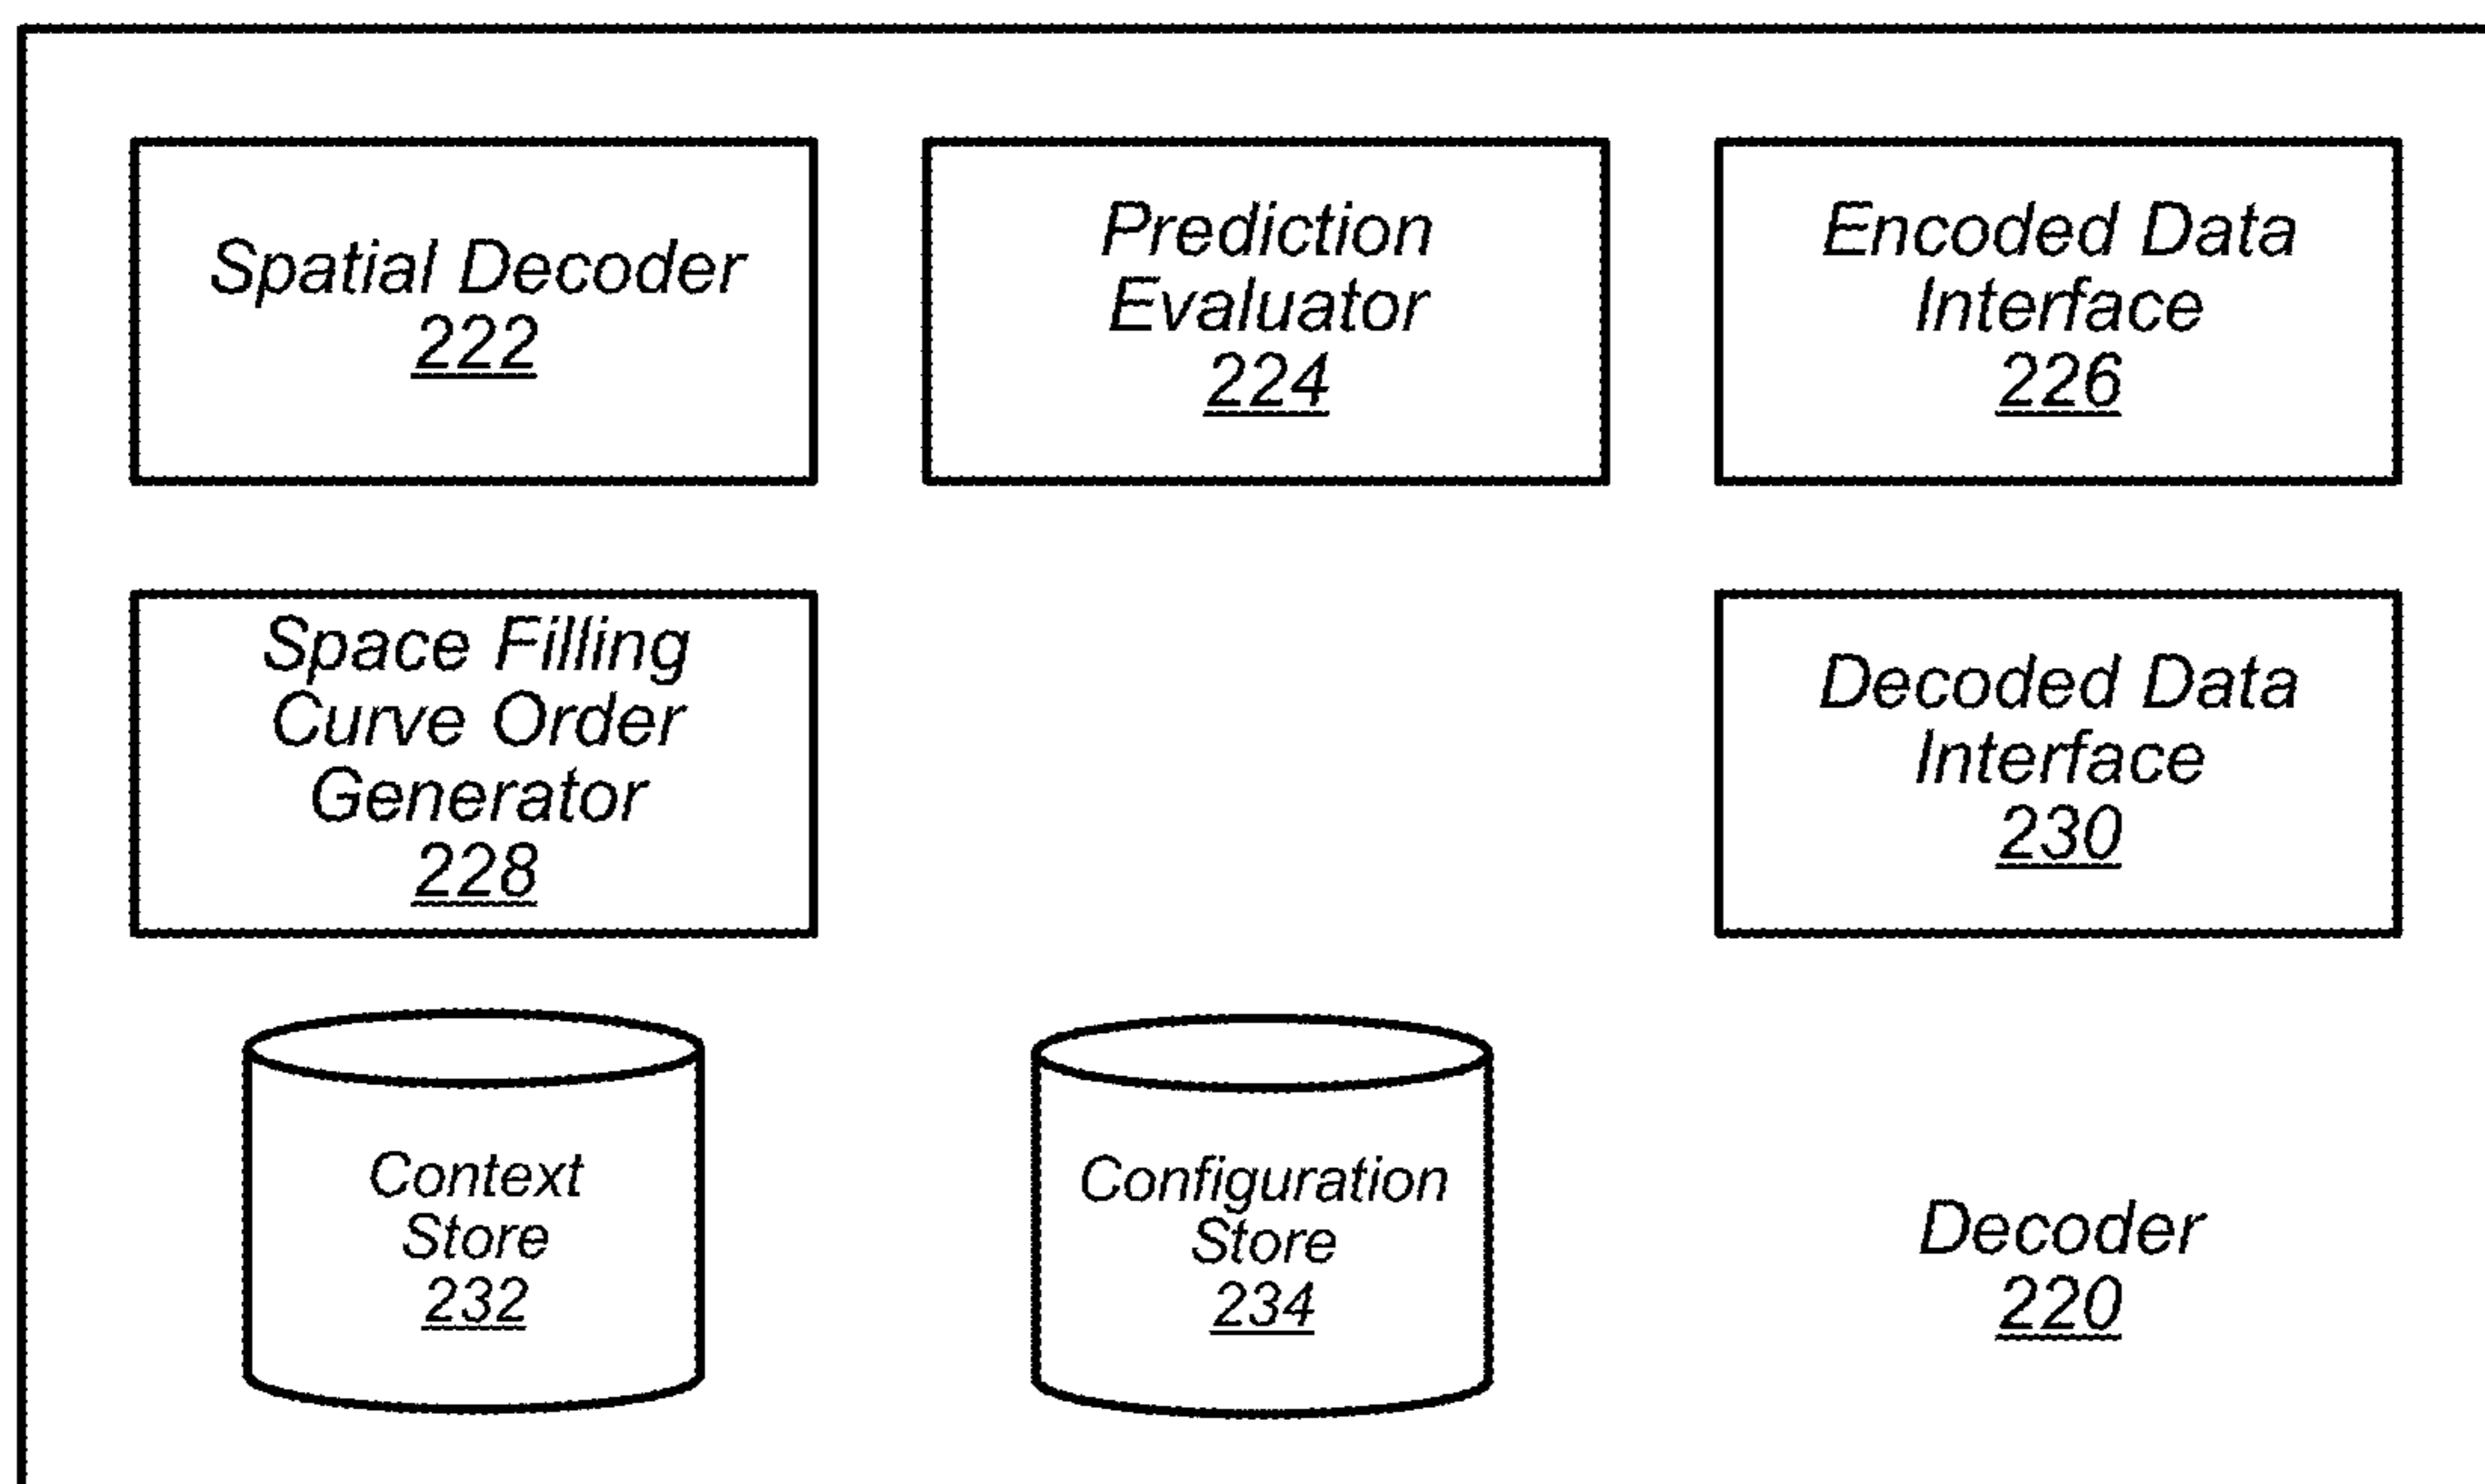 Spatial Decoder
222
Prediction
Evaluator
224
Encoded Data
Interface
226
Space Filling
Curve Order
Generator
228
Decoded Data
Interface
230
Context
Store
232
Configuration
Store
234
Decoder
220